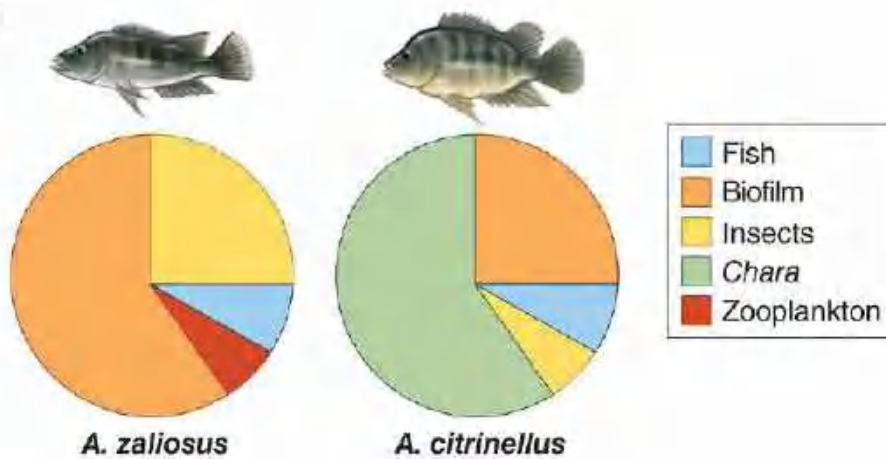 Fish
Biofilm
Insects
Chara
Zooplankton
A. zaliosus
A. citrinellus